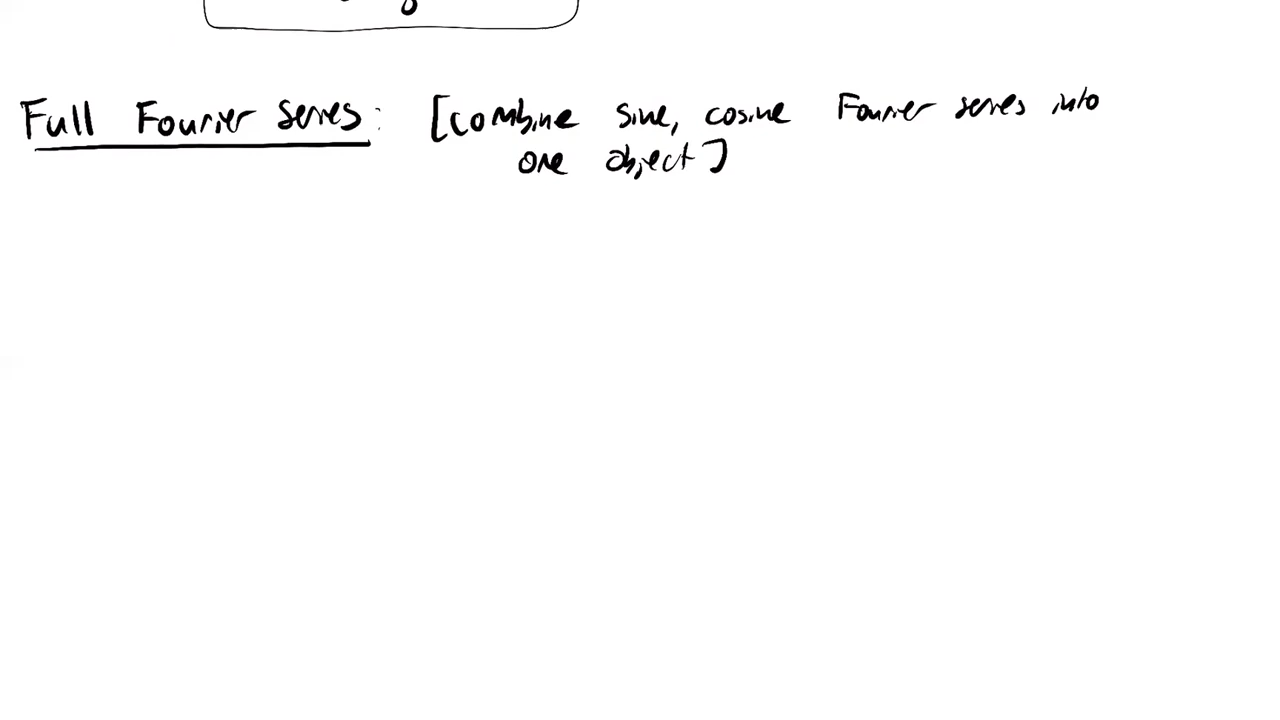 Full Fourier series: [combine sine, cosine Fourier series into
one object]